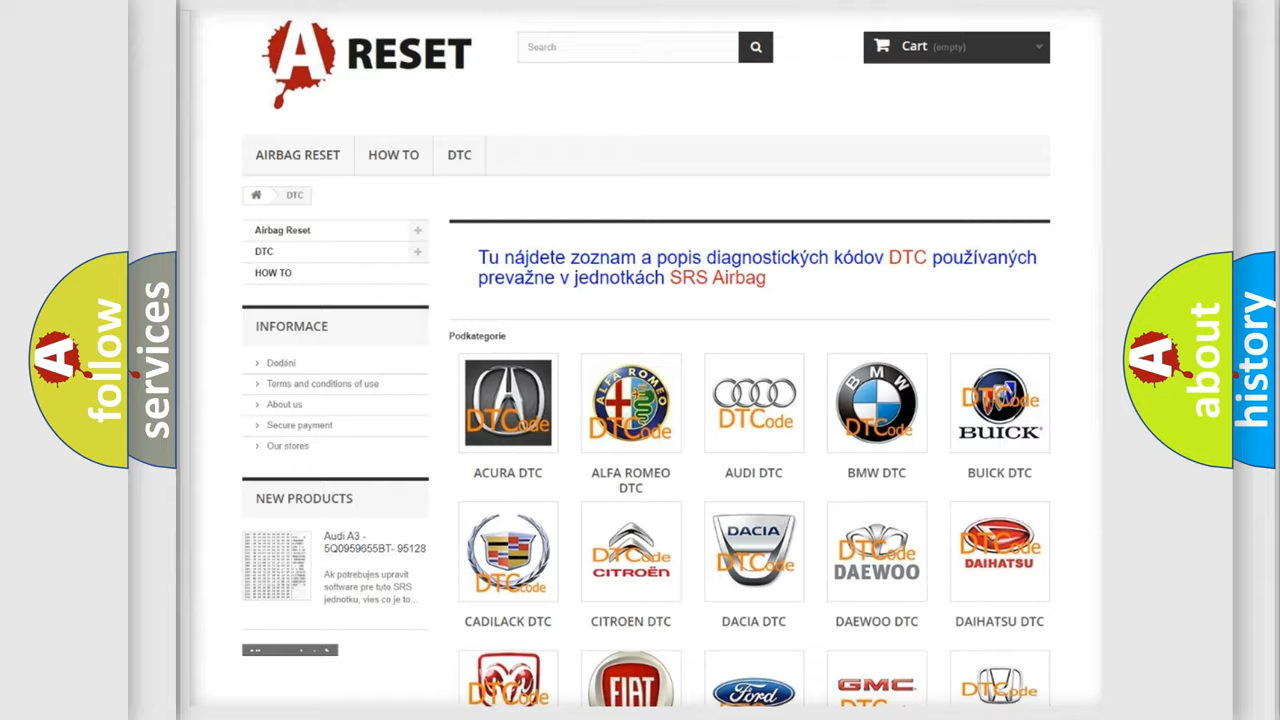 A RESET
Search
Cart (empty)
AIRBAG RESET
HOW TO
DTC
DTC
Airbag Reset
DTC
HOW TO
INFORMACE
Dodání
Terms and conditions of use
About us
Secure payment
Our stores
NEW PRODUCTS
Audi A3 -
5Q0959655BT- 95128
Ak potrebujes upravit
software pre tuto SRS
jednotku, vies co je to...
Tu nájdete zoznam a popis diagnostických kódov DTC používaných
prevažne v jednotkách SRS Airbag
Podkategorie
DTCode
ALFA ROMEO
DTCode
DTCode
BMW
DTCode
DTCode
BUICK
ACURA DTC
ALFA ROMEO
DTC
AUDI DTC
BMW DTC
BUICK DTC
DTCode
DTCode
CITROËN
DACIA
DTCode
DTCode
DAEWOO
DTCode
DAIHATSU
CADILACK DTC
CITROEN DTC
DACIA DTC
DAEWOO DTC
DAIHATSU DTC
DTCode
FIAT
Ford
GMC
DTCode
A follow
services
A about
history